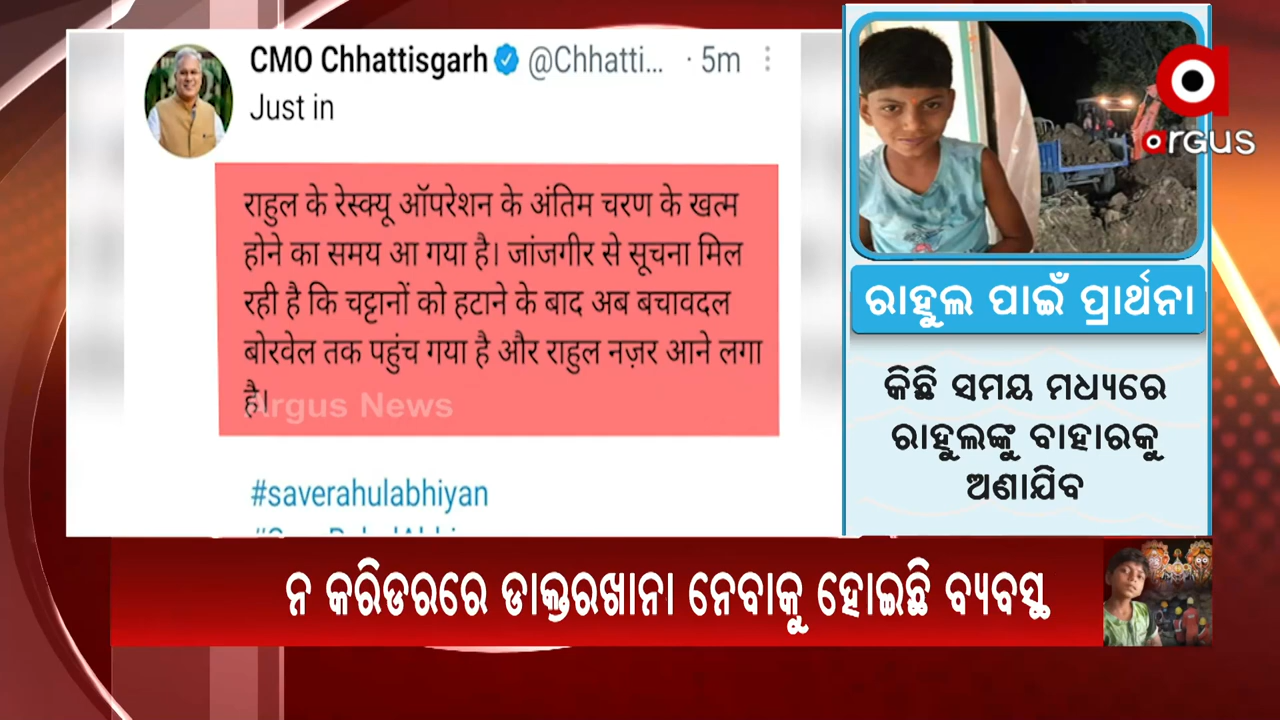 CMO Chhattisgarh @Chhatti... · 5m
Just in
राहुल के रेस्क्यू ऑपरेशन के अंतिम चरण के खत्म
होने का समय आ गया है। जांजगीर से सूचना मिल
रही है कि चट्टानों को हटाने के बाद अब बचावदल
बोरवेल तक पहुंच गया है और राहुल नज़र आने लगा
है।
Argus News
#saverahulabhiyan
argus
ରାହୁଲ ପାଇଁ ପ୍ରାର୍ଥନା
କିଛି ସମୟ ମଧ୍ୟରେ
ରାହୁଲଙ୍କୁ ବାହାରକୁ
ଅଣାଯିବ
ନ କରିଡରରେ ଡାକ୍ତରଖାନା ନେବାକୁ ହୋଇଛି ବ୍ୟବସ୍ଥ